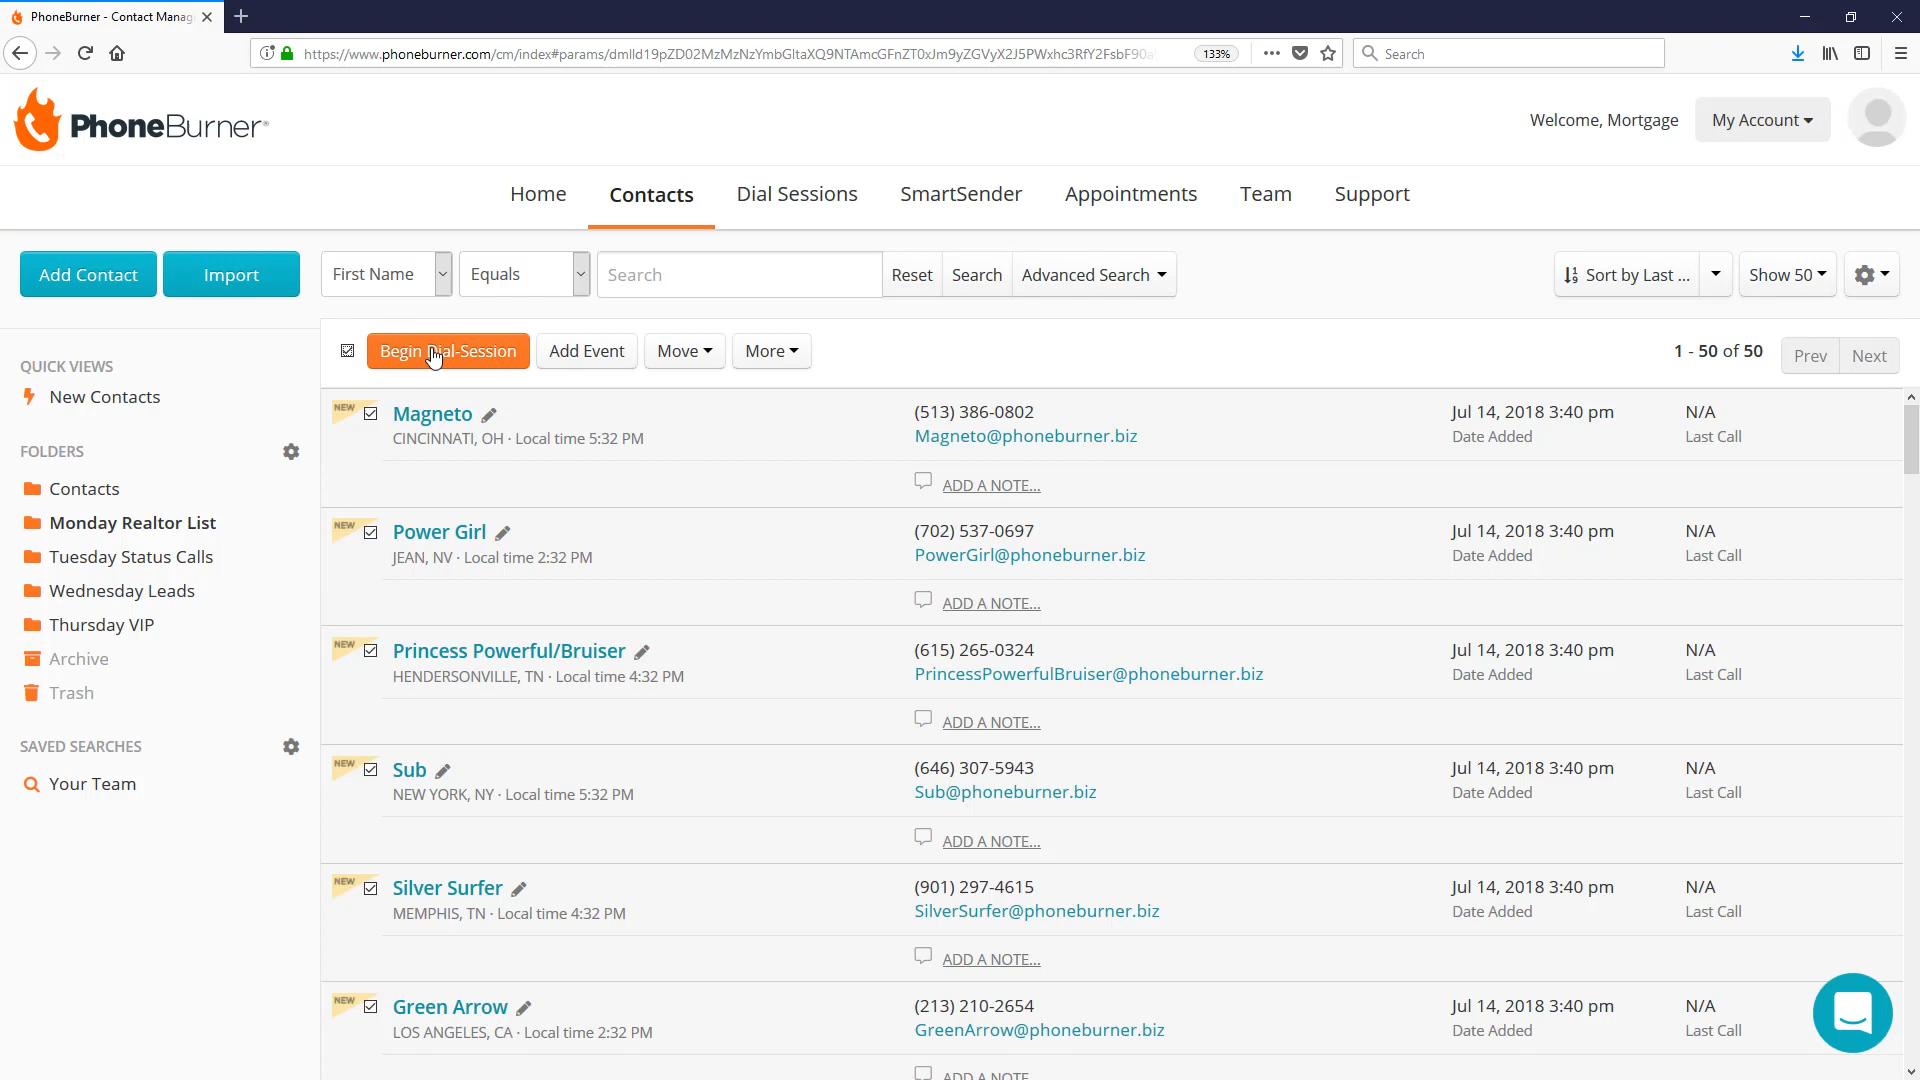 PhoneBurner - Contact Manag
https://www.phoneburner.com/cm/index#params/dmlld19pZD02MzMzNzYmbGltaXQ9NTAmcGFnZT0xJm9yZGVyX2J5PWxhc3RfY2FsbF90a
133%
Search
PhoneBurner
Welcome, Mortgage
My Account
Home
Contacts
Dial Sessions
SmartSender
Appointments
Team
Support
Add Contact
Import
First Name
Equals
Search
Reset
Search
Advanced Search
Sort by Last ...
Show 50
Begin Dial-Session
Add Event
Move
More
1 - 50 of 50
Prev
Next
QUICK VIEWS
New Contacts
FOLDERS
Contacts
Monday Realtor List
Tuesday Status Calls
Wednesday Leads
Thursday VIP
Archive
Trash
SAVED SEARCHES
Your Team
NEW
Magneto
CINCINNATI, OH · Local time 5:32 PM
(513) 386-0802
Magneto@phoneburner.biz
Jul 14, 2018 3:40 pm
Date Added
N/A
Last Call
ADD A NOTE...
NEW
Power Girl
JEAN, NV · Local time 2:32 PM
(702) 537-0697
PowerGirl@phoneburner.biz
Jul 14, 2018 3:40 pm
Date Added
N/A
Last Call
ADD A NOTE...
NEW
Princess Powerful/Bruiser
HENDERSONVILLE, TN · Local time 4:32 PM
(615) 265-0324
PrincessPowerfulBruiser@phoneburner.biz
Jul 14, 2018 3:40 pm
Date Added
N/A
Last Call
ADD A NOTE...
NEW
Sub
NEW YORK, NY · Local time 5:32 PM
(646) 307-5943
Sub@phoneburner.biz
Jul 14, 2018 3:40 pm
Date Added
N/A
Last Call
ADD A NOTE...
NEW
Silver Surfer
MEMPHIS, TN · Local time 4:32 PM
(901) 297-4615
SilverSurfer@phoneburner.biz
Jul 14, 2018 3:40 pm
Date Added
N/A
Last Call
ADD A NOTE...
NEW
Green Arrow
LOS ANGELES, CA · Local time 2:32 PM
(213) 210-2654
GreenArrow@phoneburner.biz
Jul 14, 2018 3:40 pm
Date Added
N/A
Last Call
ADD A NOTE